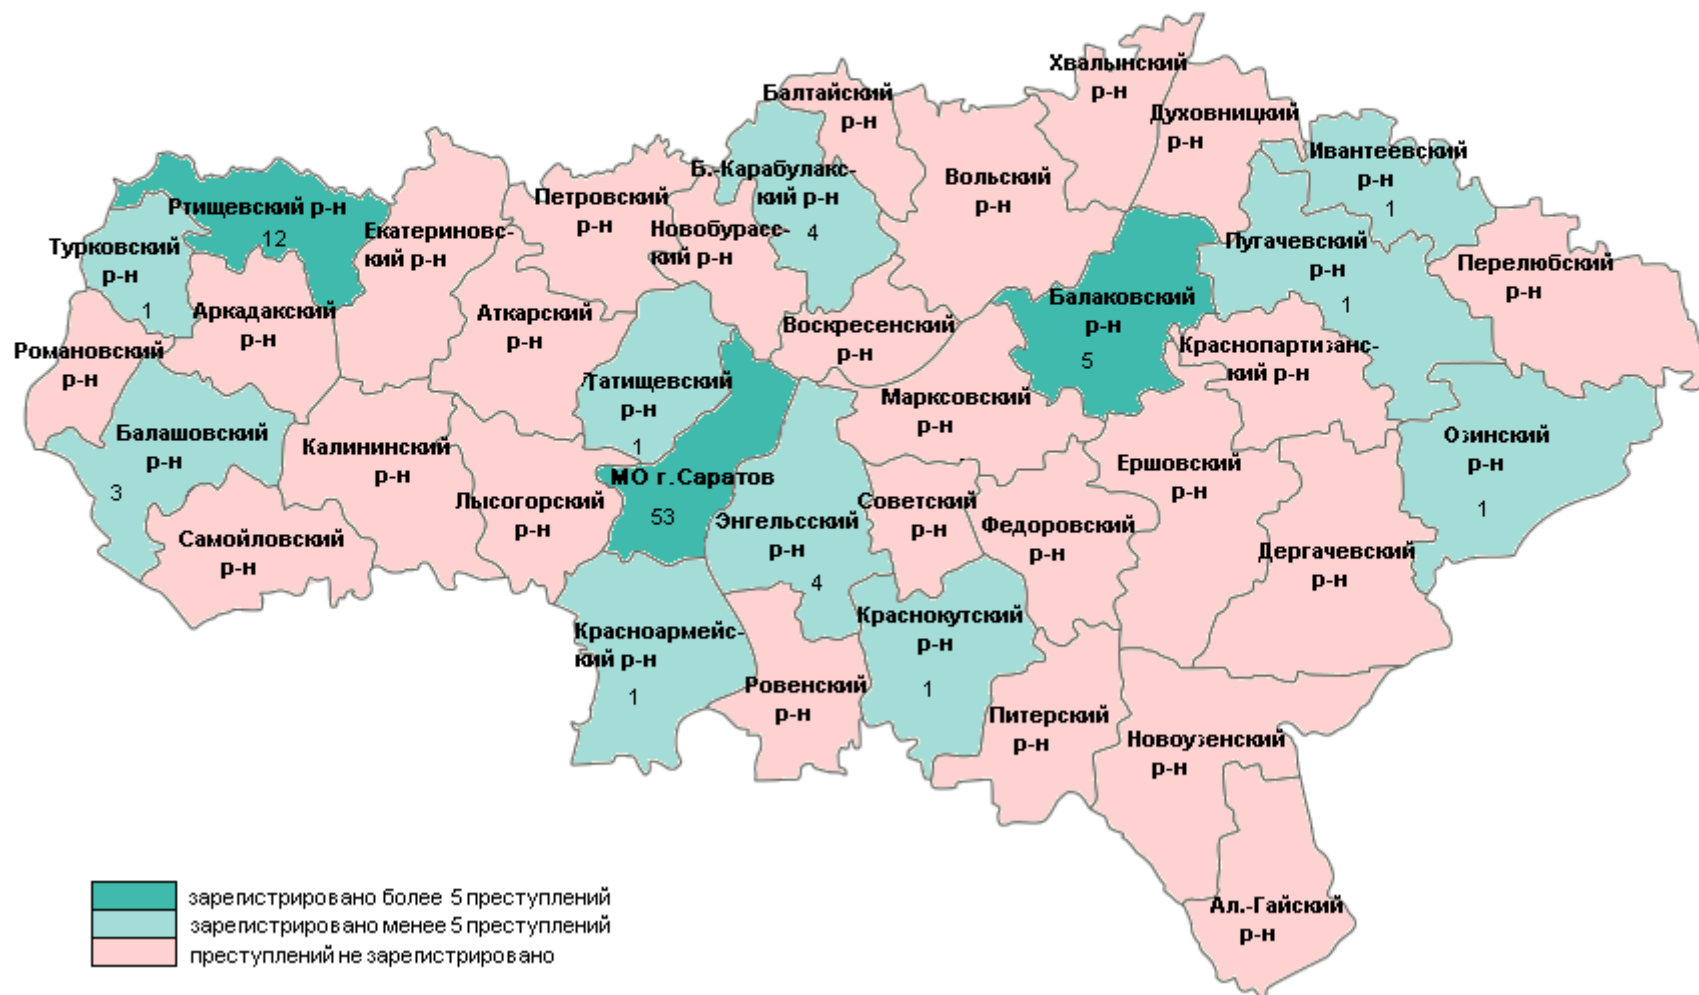 Хвалынский
р-н
Балтайский
р-н
Духовницкий
р-н
Ивантеевский
р-н
1
Б.-Карабулакс-
кий р-н
4
Вольский
р-н
Петровский
р-н
Ртищевский р-н
12
Екатериновс-
кий р-н
Новобурасс-
кий р-н
Турковский
р-н
1
Пугачевский
р-н
1
Перелюбский
р-н
Балаковский
р-н
5
Аркадакский
р-н
Аткарский
р-н
Воскресенский
р-н
Романовский
р-н
Краснопартизанс-
кий р-н
Татищевский
р-н
1
Марксовский
р-н
Балашовский
р-н
3
Калининский
р-н
Озинский
р-н
1
Ершовский
р-н
МО г.Саратов
53
Лысогорский
р-н
Советский
р-н
Энгельсский
р-н
4
Федоровский
р-н
Самойловский
р-н
Дергачевский
р-н
Красноармейс-
кий р-н
1
Краснокутский
р-н
1
Ровенский
р-н
Питерский
р-н
Новоузенский
р-н
Ал.-Гайский
р-н
зарегистрировано более 5 преступлений
зарегистрировано менее 5 преступлений
преступлений не зарегистрировано